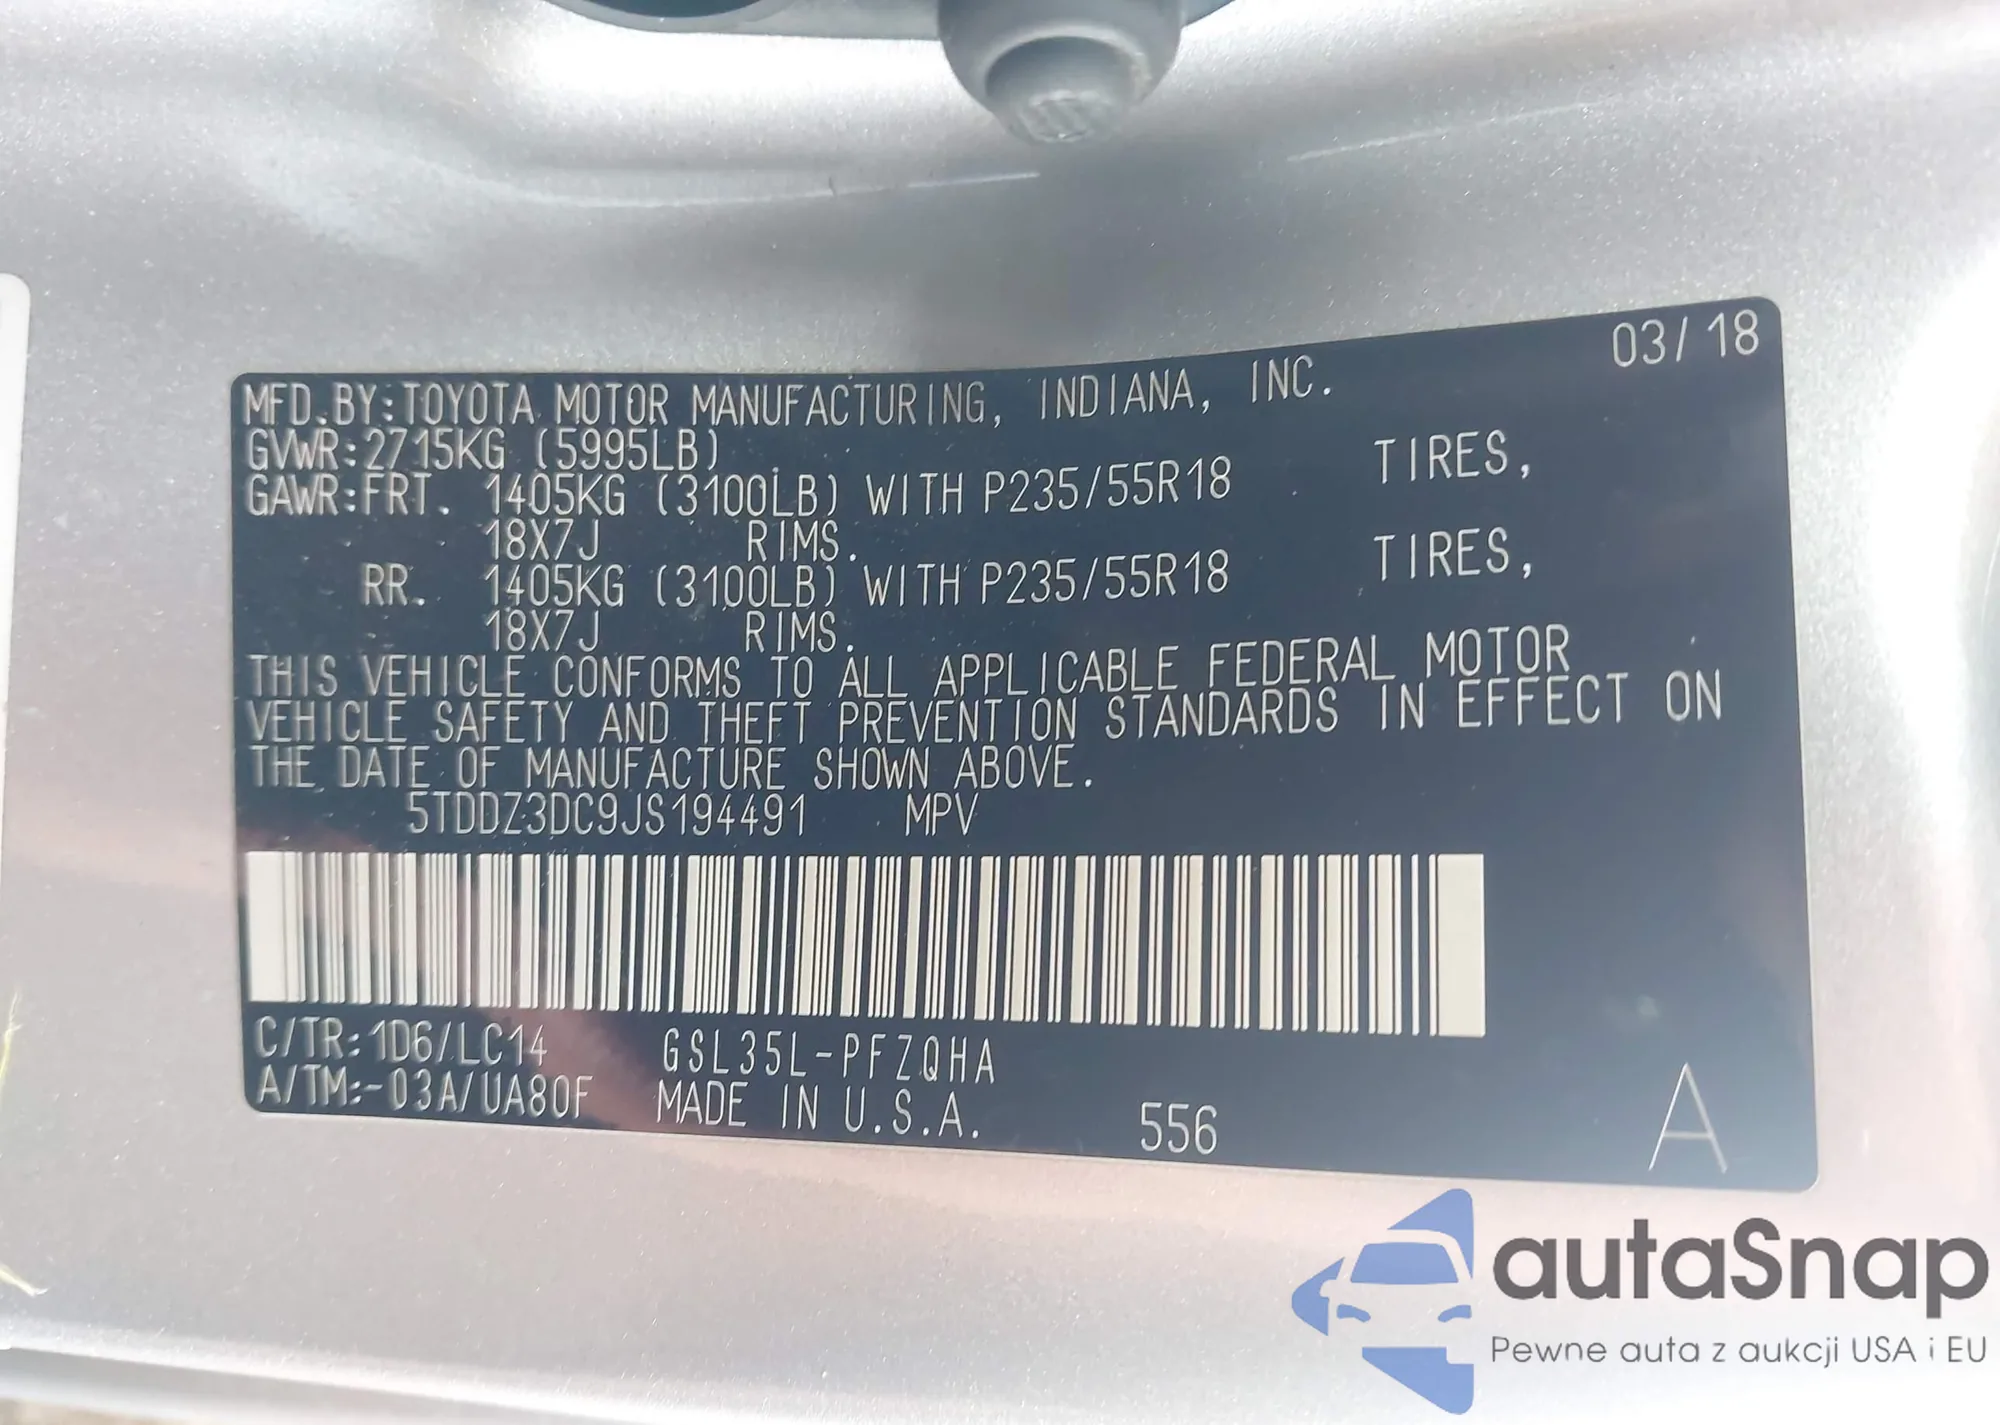 03/18
MFD.BY:TOYOTA MOTOR MANUFACTURING, INDIANA, INC.
GVWR:2715KG (5995LB)
GAWR:FRT. 1405KG (3100LB) WITH P235/55R18 TIRES,
18X7J RIMS.
RR. 1405KG (3100LB) WITH P235/55R18 TIRES,
18X7J RIMS.
THIS VEHICLE CONFORMS TO ALL APPLICABLE FEDERAL MOTOR
VEHICLE SAFETY AND THEFT PREVENTION STANDARDS IN EFFECT ON
THE DATE OF MANUFACTURE SHOWN ABOVE.
5TDDZ3DC9JS194491 MPV
C/TR:1D6/LC14 GSL35L-PFZQHA
A/TM:-03A/UA80F MADE IN U.S.A. 556 A
autaSnap
Pewne auta z aukcji USA i EU